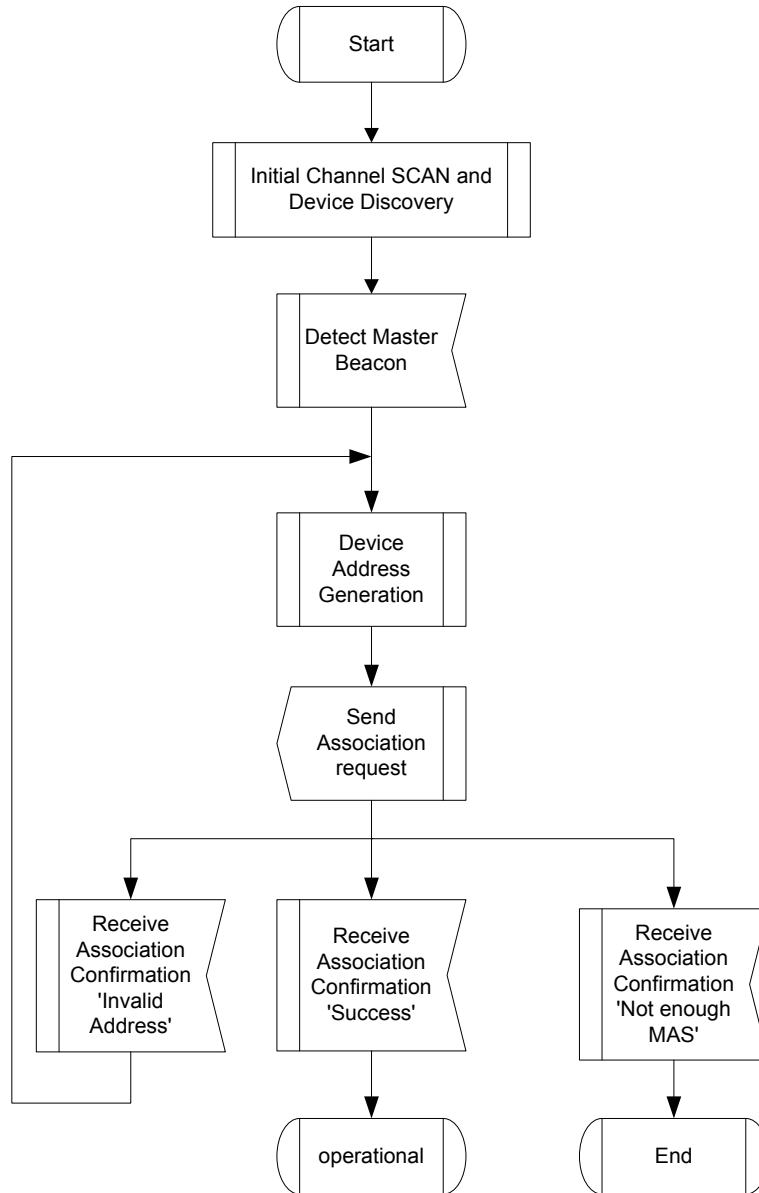 Start
Initial Channel SCAN and
Device Discovery
Detect Master
Beacon
Device
Address
Generation
Send
Association
request
Receive
Association
Confirmation
'Invalid
Address'
Receive
Association
Confirmation
'Success'
Receive
Association
Confirmation
'Not enough
MAS'
operational
End